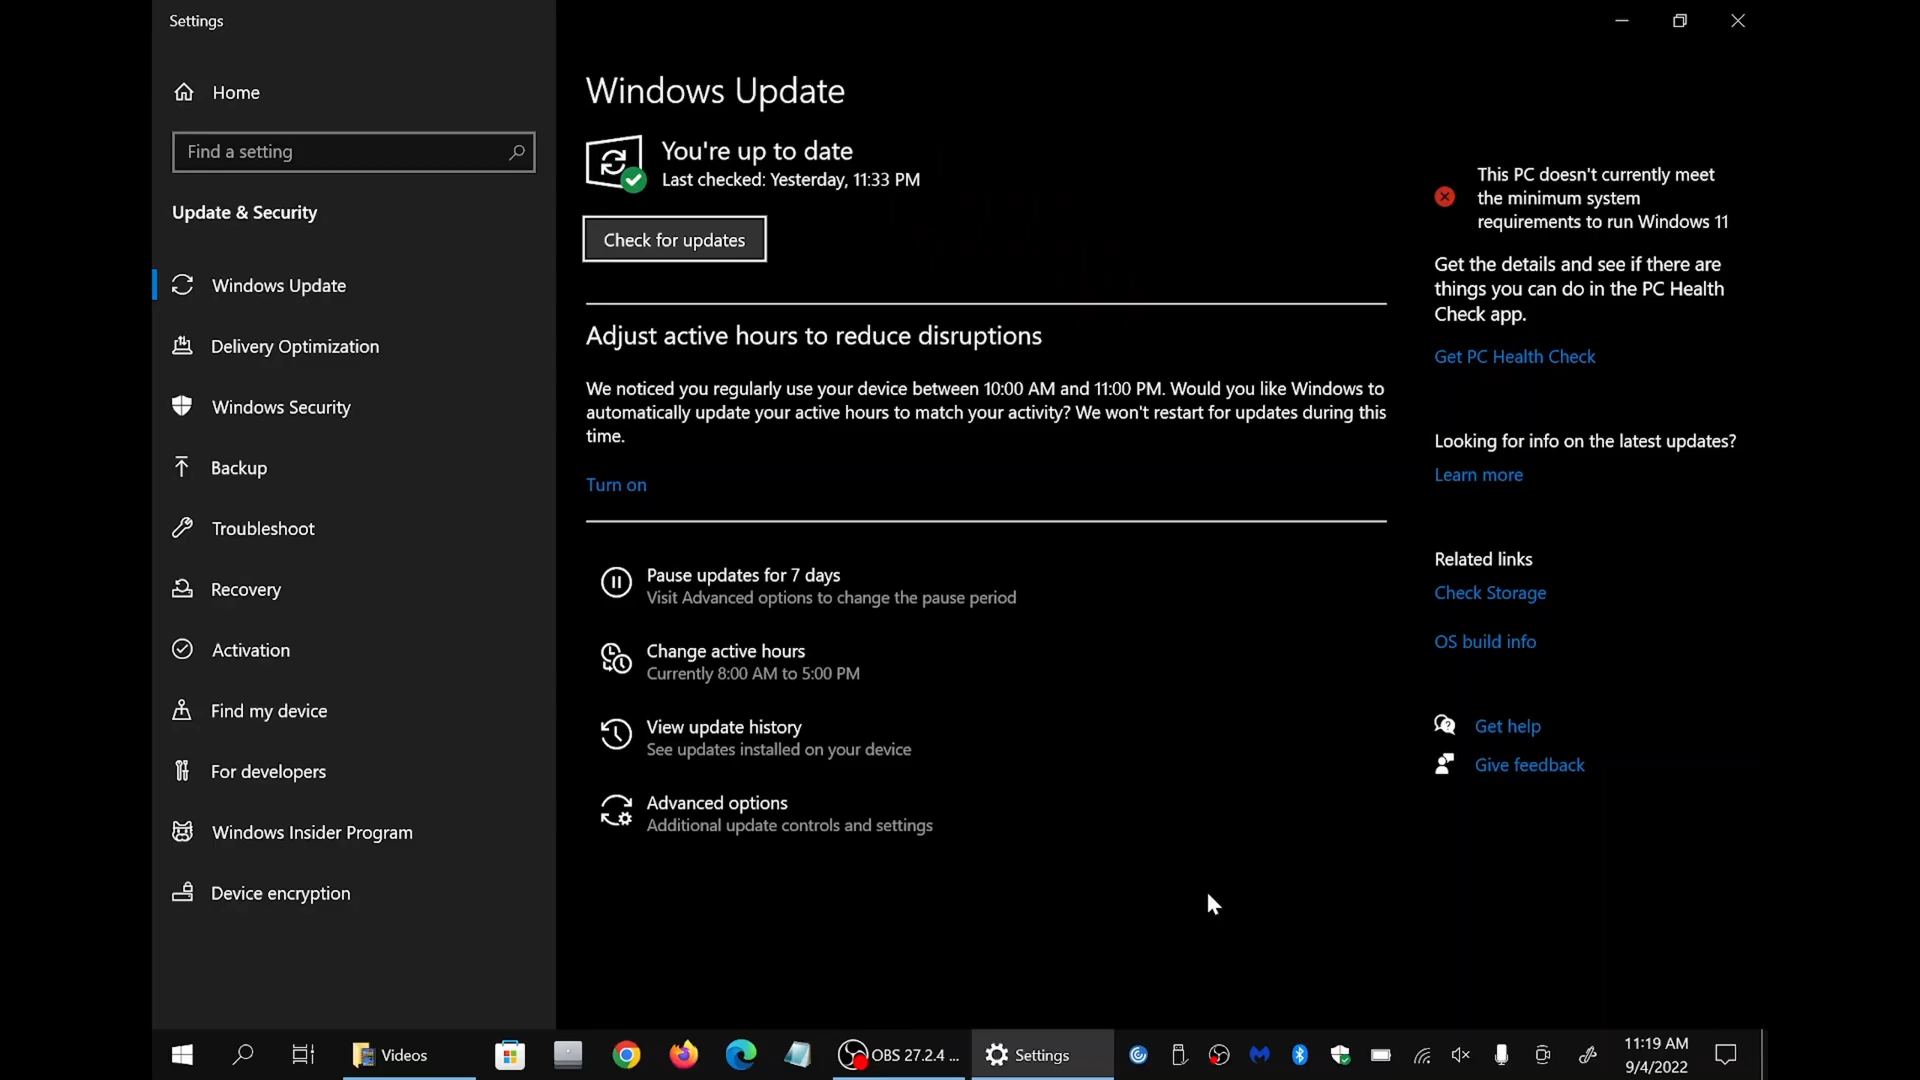 Settings
Home
Find a setting
Update & Security
Windows Update
Delivery Optimization
Windows Security
Backup
Troubleshoot
Recovery
Activation
Find my device
For developers
Windows Insider Program
Device encryption
Windows Update
You're up to date
Last checked: Yesterday, 11:33 PM
Check for updates
Adjust active hours to reduce disruptions
We noticed you regularly use your device between 10:00 AM and 11:00 PM. Would you like Windows to
automatically update your active hours to match your activity? We won't restart for updates during this
time.
Turn on
Pause updates for 7 days
Visit Advanced options to change the pause period
Change active hours
Currently 8:00 AM to 5:00 PM
View update history
See updates installed on your device
Advanced options
Additional update controls and settings
This PC doesn't currently meet
the minimum system
requirements to run Windows 11
Get the details and see if there are
things you can do in the PC Health
Check app.
Get PC Health Check
Looking for info on the latest updates?
Learn more
Related links
Check Storage
OS build info
Get help
Give feedback
Videos
OBS 27.2.4 ...
Settings
11:19 AM
9/4/2022